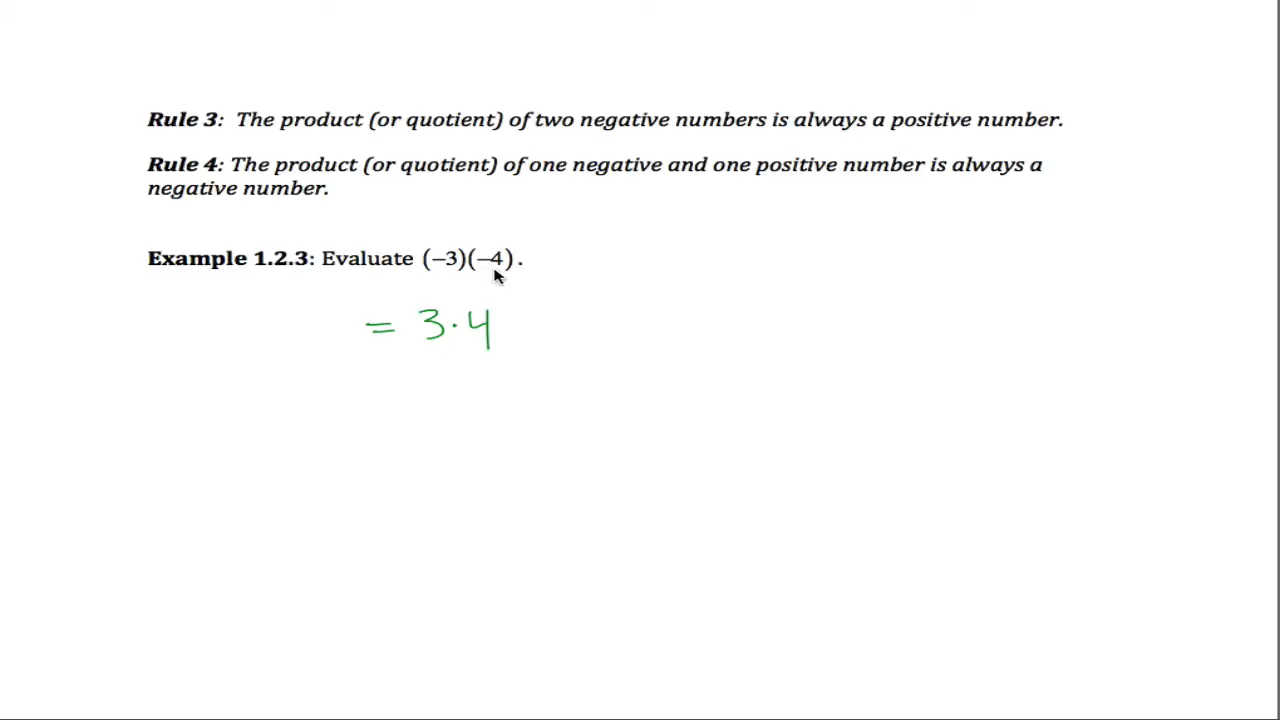 Rule 3: The product (or quotient) of two negative numbers is always a positive number.
Rule 4: The product (or quotient) of one negative and one positive number is always a
negative number.
Example 1.2.3: Evaluate (–3)(–4).
= 3·4